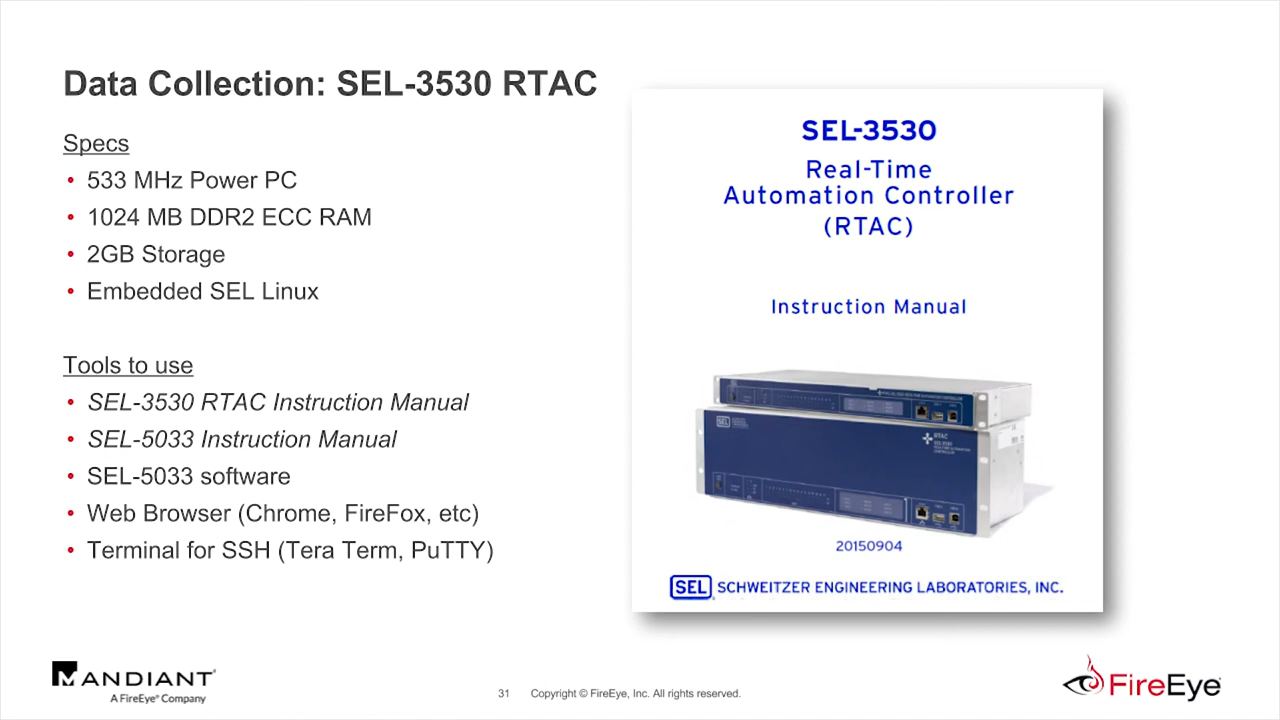 Data Collection: SEL-3530 RTAC
Specs
• 533 MHz Power PC
• 1024 MB DDR2 ECC RAM
• 2GB Storage
• Embedded SEL Linux
Tools to use
• SEL-3530 RTAC Instruction Manual
• SEL-5033 Instruction Manual
• SEL-5033 software
• Web Browser (Chrome, FireFox, etc)
• Terminal for SSH (Tera Term, PuTTY)
SEL-3530
Real-Time
Automation Controller
(RTAC)
Instruction Manual
SEL
RTAC
20150904
SEL SCHWEITZER ENGINEERING LABORATORIES, INC.
MANDIANT
A FireEye® Company
31 Copyright © FireEye, Inc. All rights reserved.
FireEye